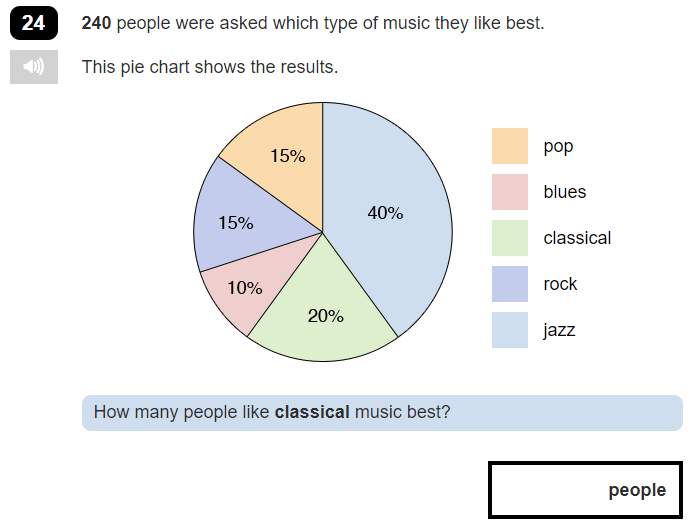 24
240 people were asked which type of music they like best.
This pie chart shows the results.
15%
40%
15%
10%
20%
pop
blues
classical
rock
jazz
How many people like classical music best?
people